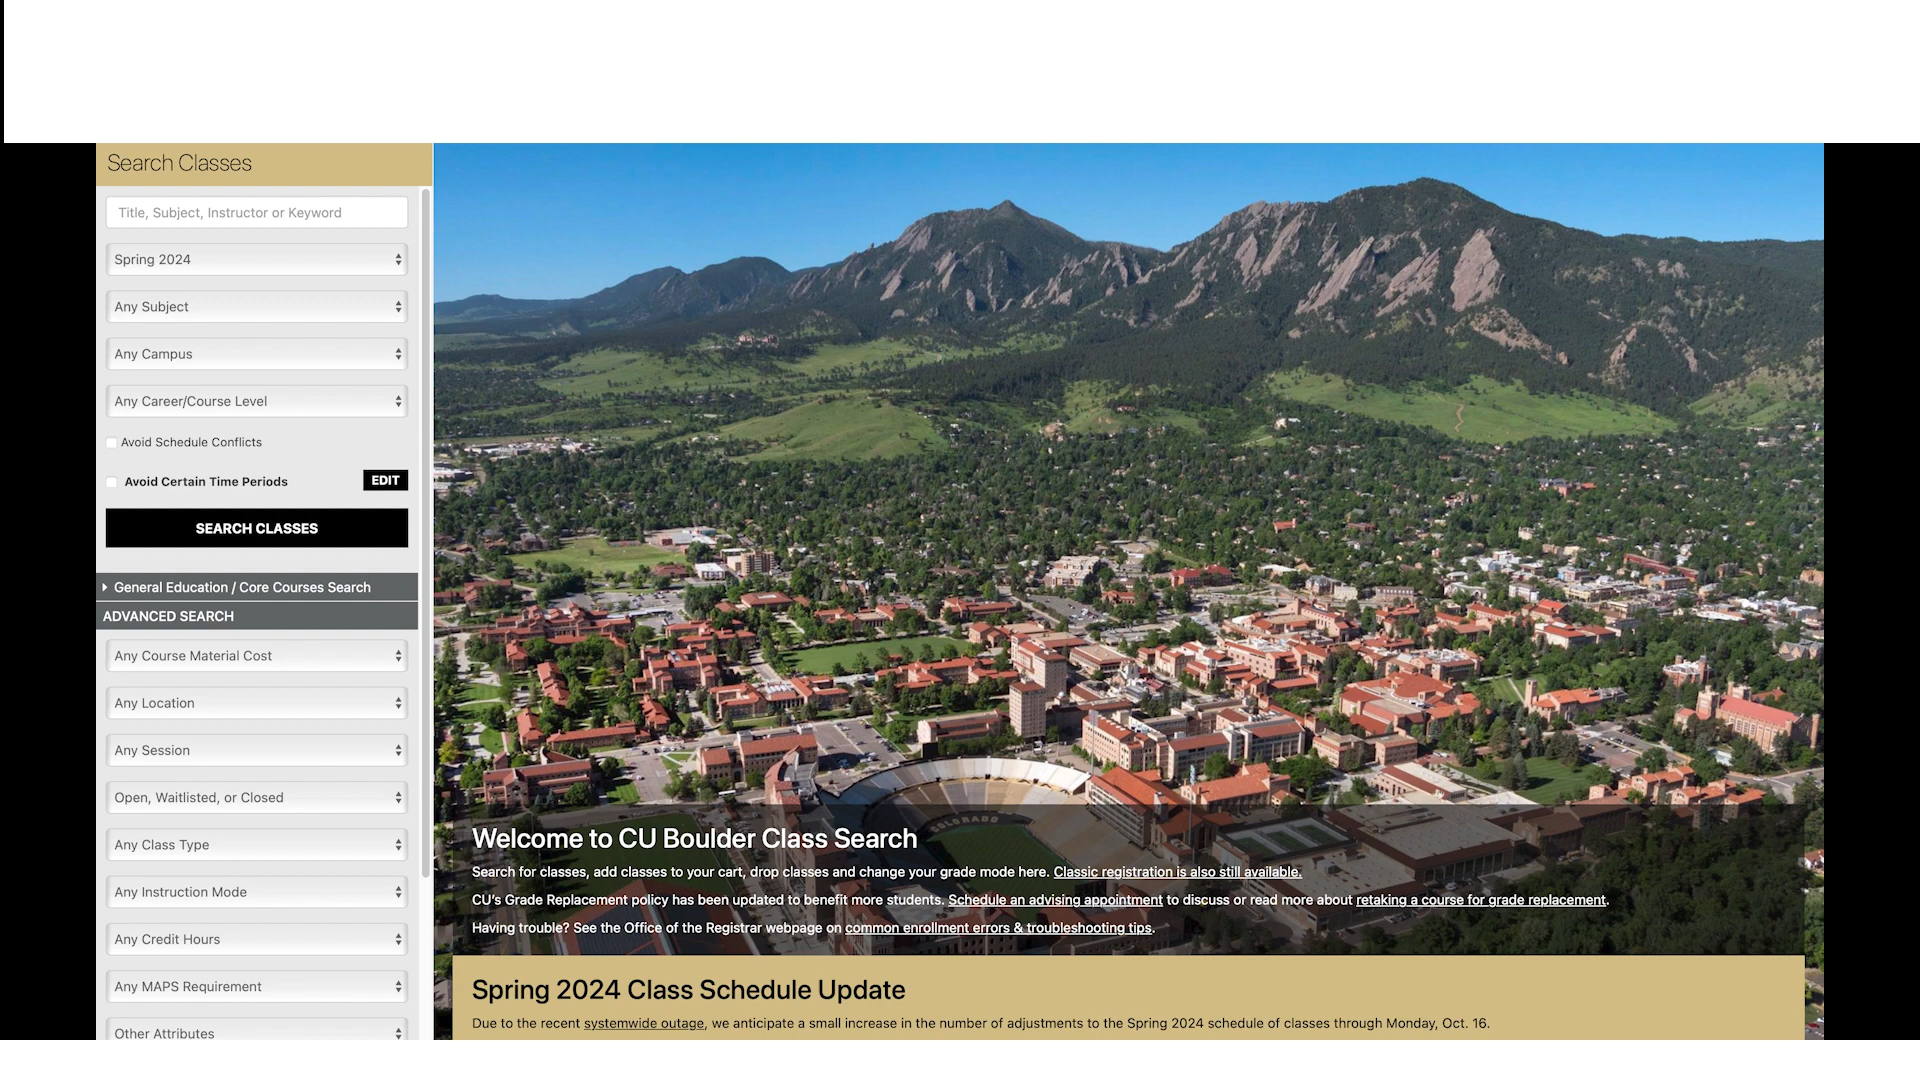 Search Classes
Title, Subject, Instructor or Keyword
Spring 2024
Any Subject
Any Campus
Any Career/Course Level
Avoid Schedule Conflicts
Avoid Certain Time Periods EDIT
SEARCH CLASSES
General Education / Core Courses Search
ADVANCED SEARCH
Any Course Material Cost
Any Location
Any Session
Open, Waitlisted, or Closed
Any Class Type
Any Instruction Mode
Any Credit Hours
Any MAPS Requirement
Other Attributes
COLORADO
Welcome to CU Boulder Class Search
Search for classes, add classes to your cart, drop classes and change your grade mode here. Classic registration is also still available.
CU's Grade Replacement policy has been updated to benefit more students. Schedule an advising appointment to discuss or read more about retaking a course for grade replacement.
Having trouble? See the Office of the Registrar webpage on common enrollment errors & troubleshooting tips.
Spring 2024 Class Schedule Update
Due to the recent systemwide outage, we anticipate a small increase in the number of adjustments to the Spring 2024 schedule of classes through Monday, Oct. 16.